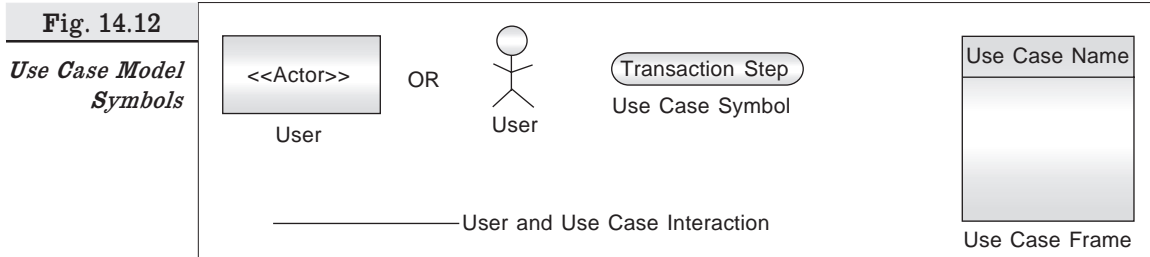 Fig. 14.12
Use Case Model
Symbols
<<Actor>>
User
OR
User
Transaction Step
Use Case Symbol
Use Case Name
Use Case Frame
User and Use Case Interaction